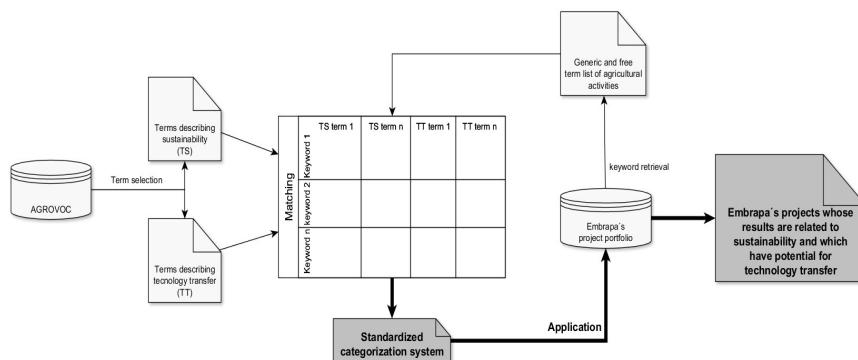 Generic and free
term list of agricultural
activities
Terms describing
sustainability
(TS)
TS term 1
TS term n
TT term 1
TT term n
Matching
Keyword 1
keyword 2
Keyword n
Term selection
AGROVOC
keyword retrieval
Terms describing
tecnology transfer
(TT)
Embrapa´s
project portfolio
Embrapa´s projects whose
results are related to
sustainability and which
have potential for
technology transfer
Application
Standardized
categorization system